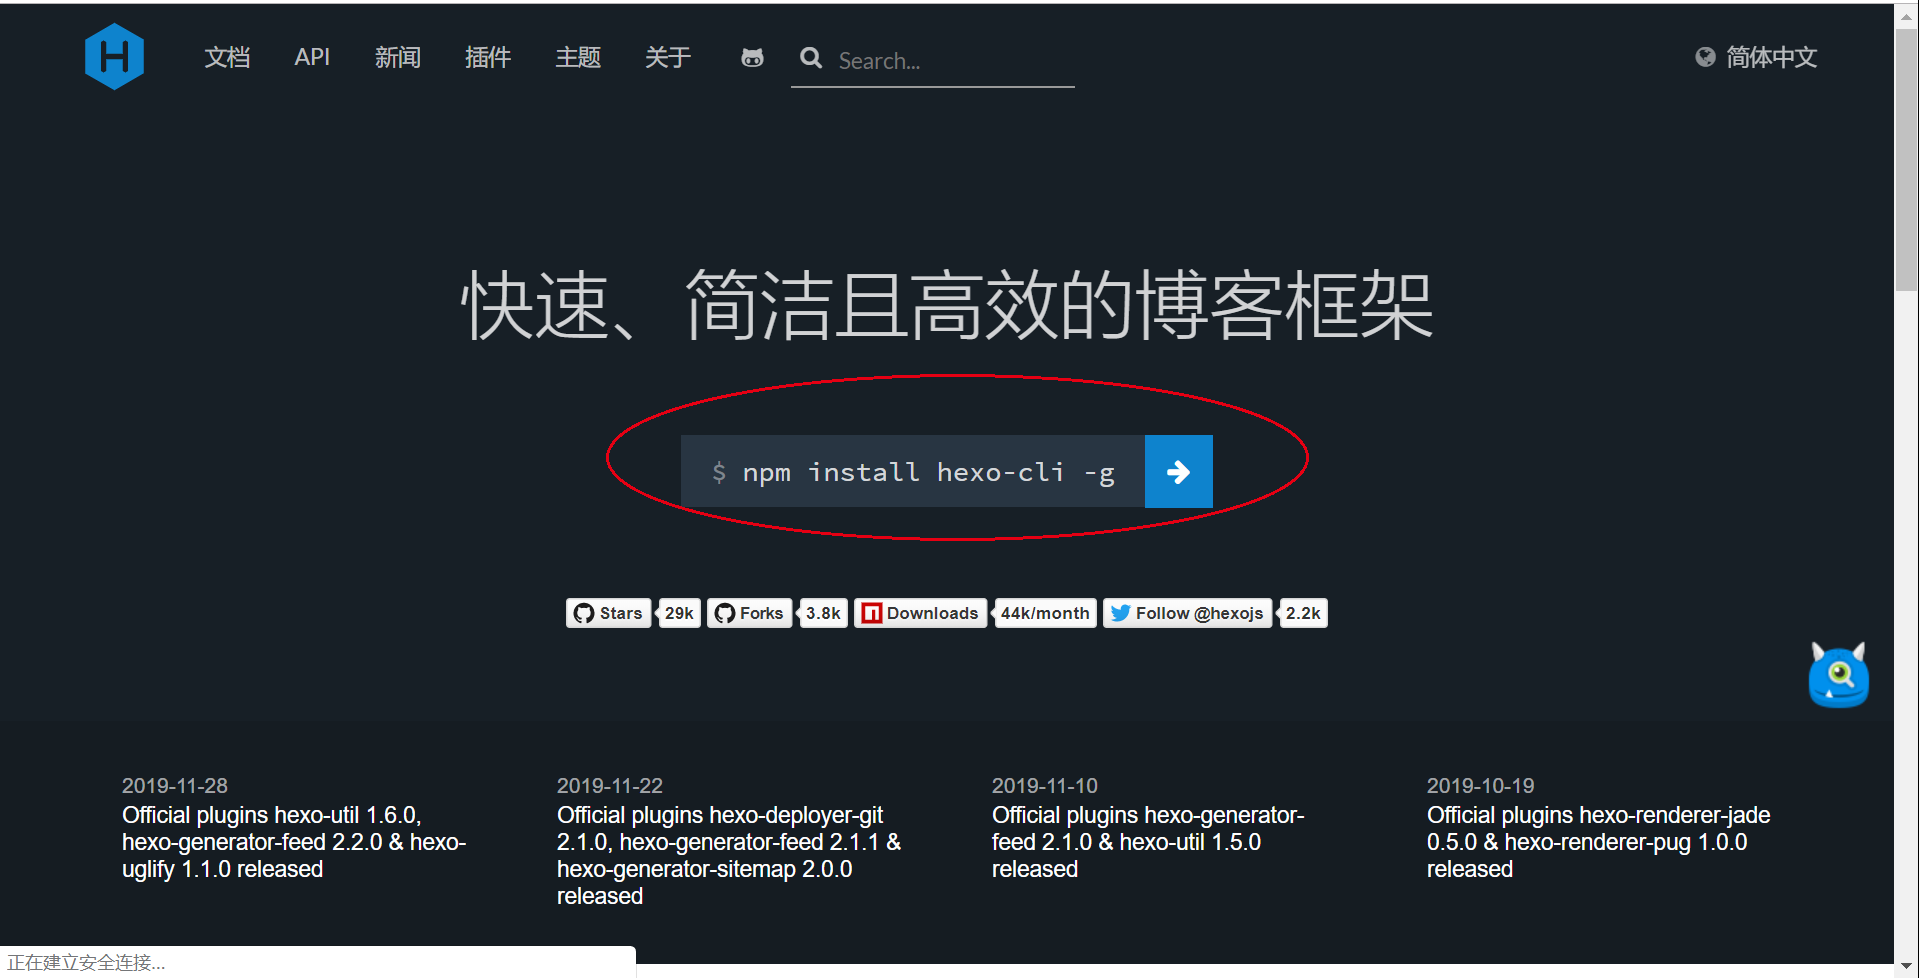 文档 API 新闻 插件 主题 关于 Search... 简体中文
快速、简洁且高效的博客框架
$ npm install hexo-cli -g
Stars 29k Forks 3.8k Downloads 44k/month Follow @hexojs 2.2k
2019-11-28
Official plugins hexo-util 1.6.0,
hexo-generator-feed 2.2.0 & hexo-
uglify 1.1.0 released
2019-11-22
Official plugins hexo-deployer-git
2.1.0, hexo-generator-feed 2.1.1 &
hexo-generator-sitemap 2.0.0
released
2019-11-10
Official plugins hexo-generator-
feed 2.1.0 & hexo-util 1.5.0
released
2019-10-19
Official plugins hexo-renderer-jade
0.5.0 & hexo-renderer-pug 1.0.0
released
正在建立安全连接...